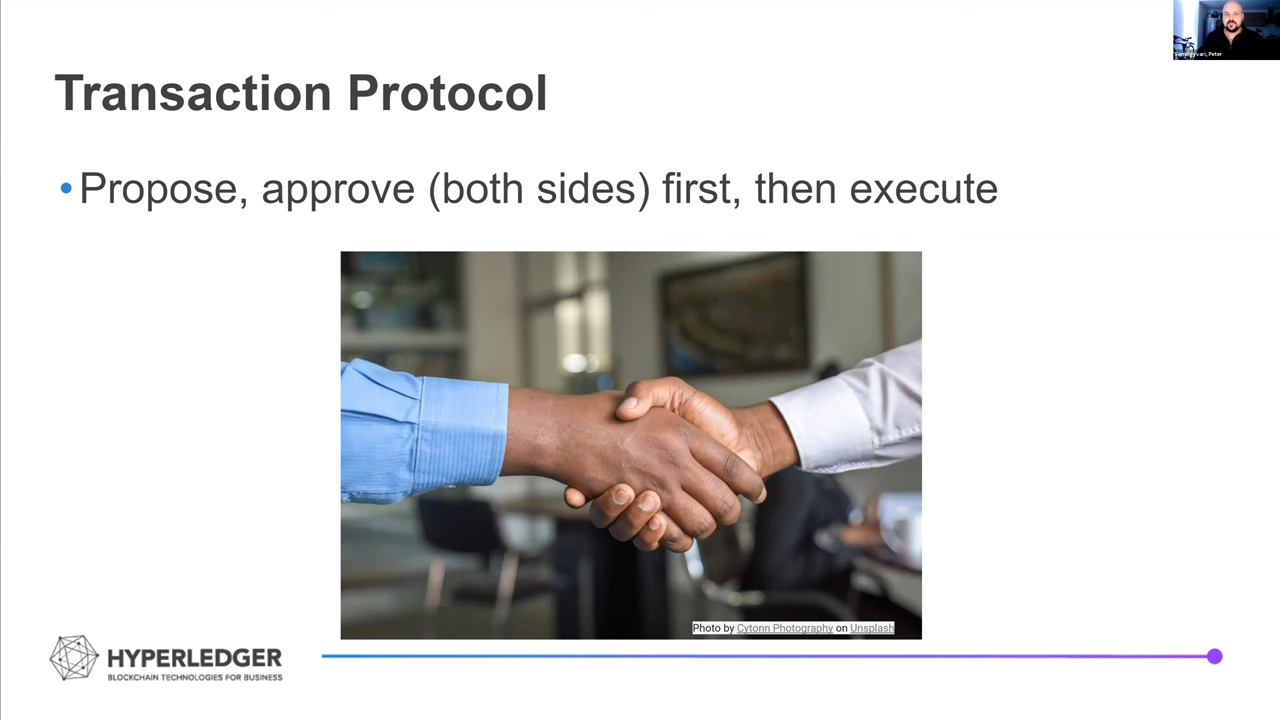 Transaction Protocol
• Propose, approve (both sides) first, then execute
Photo by Cytonn Photography on Unsplash
HYPERLEDGER
BLOCKCHAIN TECHNOLOGIES FOR BUSINESS
Peter